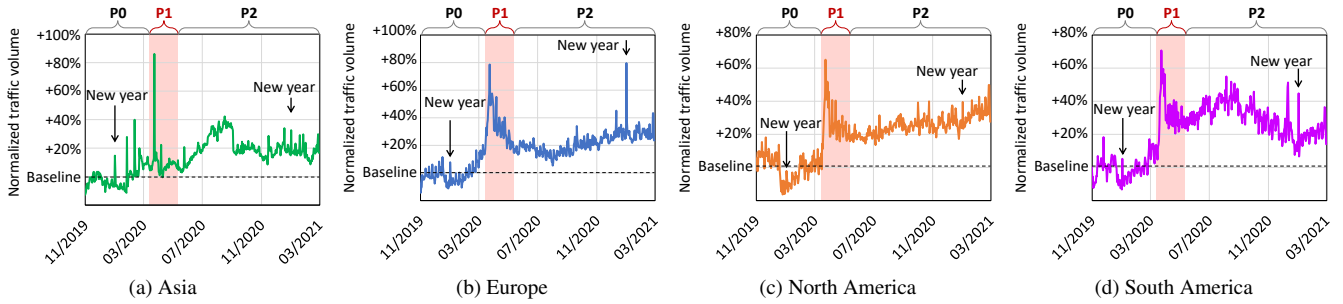 P0 P1 P2
Normalized traffic volume
+100%
+80%
+60%
+40%
+20%
Baseline
New year
New year
11/2019
03/2020
07/2020
11/2020
03/2021
(a) Asia
P0 P1 P2
Normalized traffic volume
+100%
+80%
+60%
+40%
+20%
Baseline
New year
New year
11/2019
03/2020
07/2020
11/2020
03/2021
(b) Europe
P0 P1 P2
Normalized traffic volume
+80%
+60%
+40%
+20%
Baseline
New year
New year
11/2019
03/2020
07/2020
11/2020
03/2021
(c) North America
P0 P1 P2
Normalized traffic volume
+80%
+60%
+40%
+20%
Baseline
New year
New year
11/2019
03/2020
07/2020
11/2020
03/2021
(d) South America